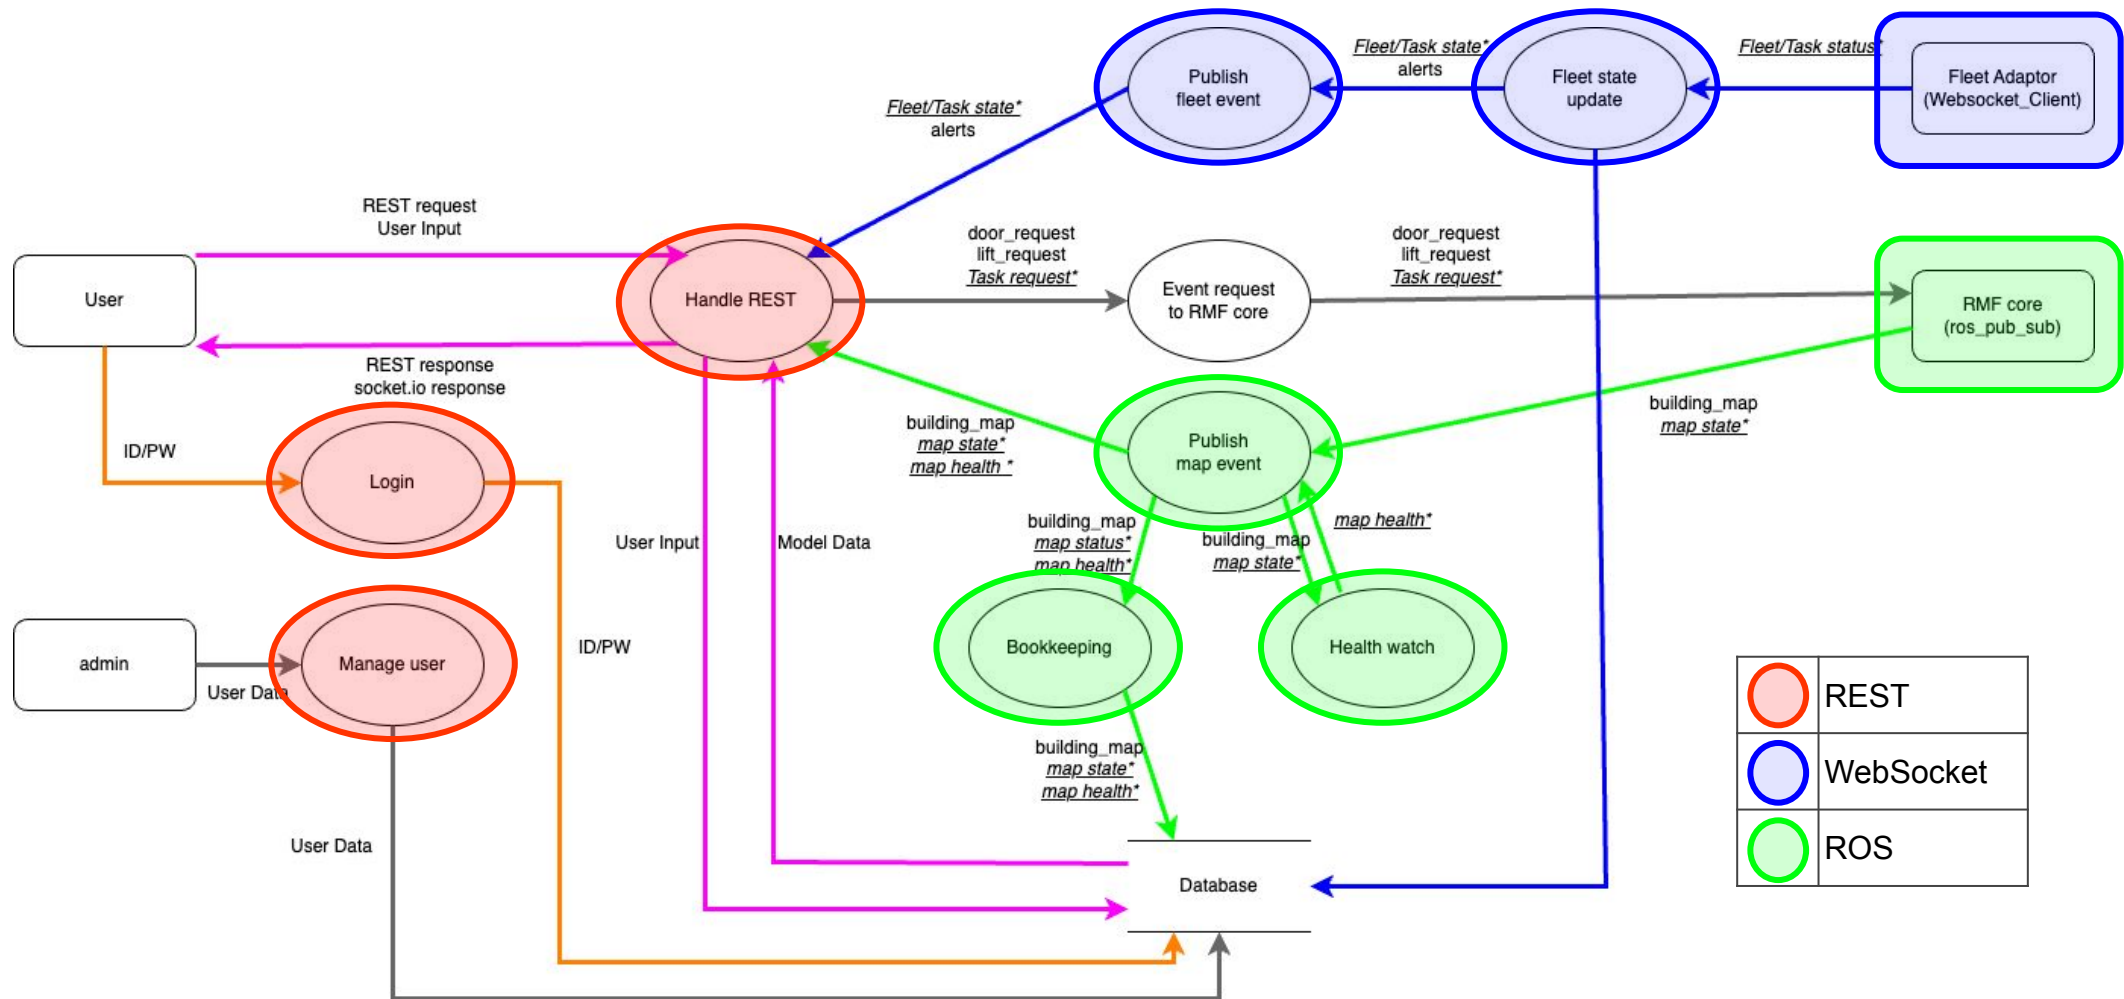 Fleet/Task state*
alerts
Fleet/Task status*
Publish
fleet event
Fleet state
update
Fleet Adaptor
(Websocket_Client)
Fleet/Task state*
alerts
REST request
User Input
door_request
lift_request
Task request*
door_request
lift_request
Task request*
User
Handle REST
Event request
to RMF core
RMF core
(ros_pub_sub)
REST response
socket.io response
building_map
map state*
map health *
Publish
map event
building_map
map state*
ID/PW
Login
User Input
Model Data
building_map
map status*
map health*
building_map
map state*
map health*
admin
User Data
Manage user
ID/PW
Bookkeeping
Health watch
building_map
map state*
map health*
User Data
Database
REST
WebSocket
ROS